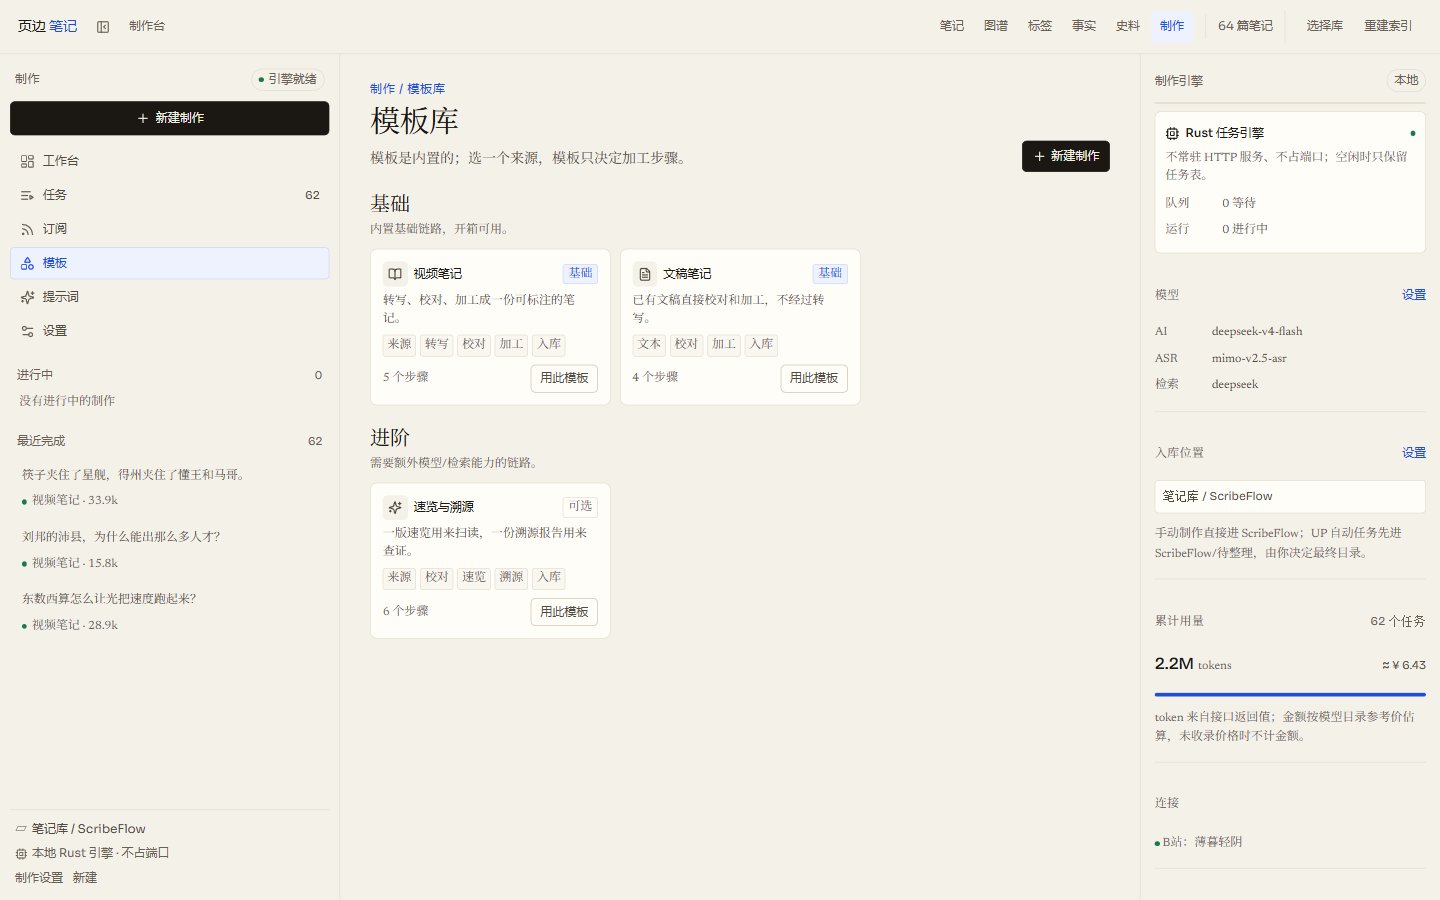 页边 笔记
制作台
笔记 图谱 标签 事实 史料 制作 64 篇笔记 选择库 重建索引
制作
引擎就绪
+ 新建制作
工作台
任务 62
订阅
模板
提示词
设置
进行中 0
没有进行中的制作
最近完成 62
筷子夹住了星舰，得州夹住了懂王和马哥。
视频笔记 · 33.9k
刘邦的沛县，为什么能出那么多人才？
视频笔记 · 15.8k
东数西算怎么让光把速度跑起来？
视频笔记 · 28.9k
笔记库 / ScribeFlow
本地 Rust 引擎 · 不占端口
制作设置 新建
制作 / 模板库
模板库
模板是内置的；选一个来源，模板只决定加工步骤。
+ 新建制作
基础
内置基础链路，开箱可用。
视频笔记 基础
转写、校对、加工成一份可标注的笔
记。
来源 转写 校对 加工 入库
5 个步骤 用此模板
文稿笔记 基础
已有文稿直接校对和加工，不经过转
写。
文本 校对 加工 入库
4 个步骤 用此模板
进阶
需要额外模型/检索能力的链路。
速览与溯源 可选
一版速览用来扫读，一份溯源报告用来
查证。
来源 校对 速览 溯源 入库
6 个步骤 用此模板
制作引擎 本地
Rust 任务引擎
不常驻 HTTP 服务、不占端口；空闲时只保留
任务表。
队列 0 等待
运行 0 进行中
模型 设置
AI deepseek-v4-flash
ASR mimo-v2.5-asr
检索 deepseek
入库位置 设置
笔记库 / ScribeFlow
手动制作直接进 ScribeFlow；UP 自动任务先进
ScribeFlow/待整理，由你决定最终目录。
累计用量 62 个任务
2.2M tokens ≈ ¥ 6.43
token 来自接口返回值；金额按模型目录参考价估
算，未收录价格时不计金额。
连接
B站：薄暮轻阴